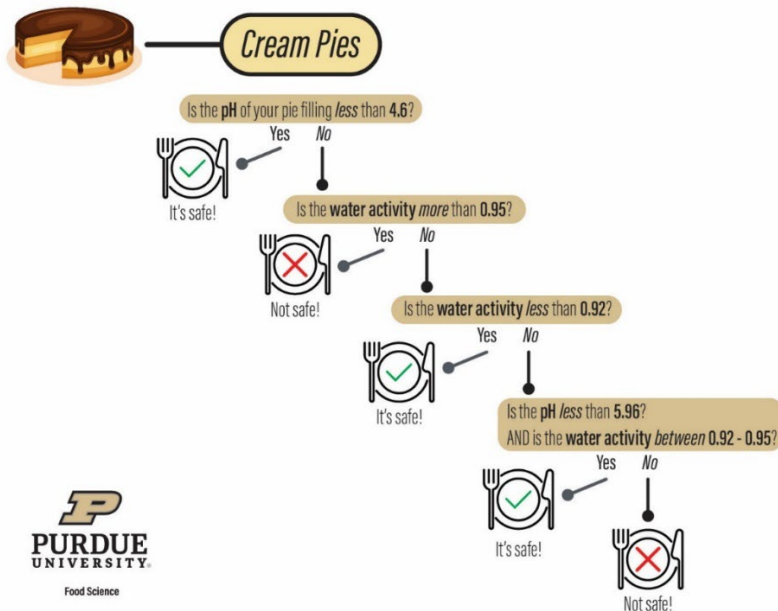 Cream Pies
Is the pH of your pie filling less than 4.6?
Yes No
It's safe!
Is the water activity more than 0.95?
Yes No
Not safe!
Is the water activity less than 0.92?
Yes No
It's safe!
Is the pH less than 5.96?
AND is the water activity between 0.92 - 0.95?
Yes No
It's safe!
Not safe!
P
PURDUE
UNIVERSITY®
Food Science